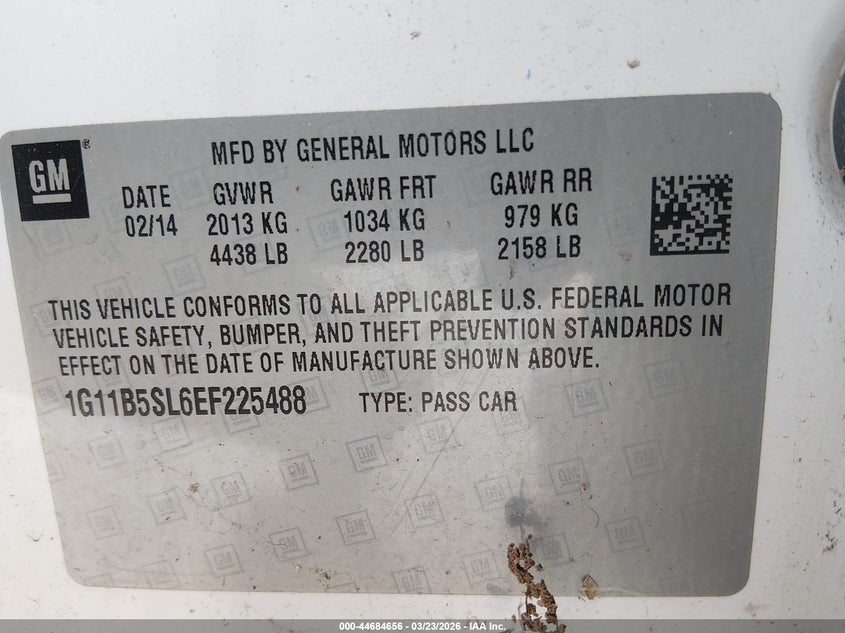 GM ® MFD BY GENERAL MOTORS LLC
DATE GVWR GAWR FRT GAWR RR
02/14 2013 KG 1034 KG 979 KG
4438 LB 2280 LB 2158 LB
THIS VEHICLE CONFORMS TO ALL APPLICABLE U.S. FEDERAL MOTOR
VEHICLE SAFETY, BUMPER, AND THEFT PREVENTION STANDARDS IN
EFFECT ON THE DATE OF MANUFACTURE SHOWN ABOVE.
1G11B5SL6EF225488 TYPE: PASS CAR
000-44684656 - 03/23/2026 - IAA Inc.